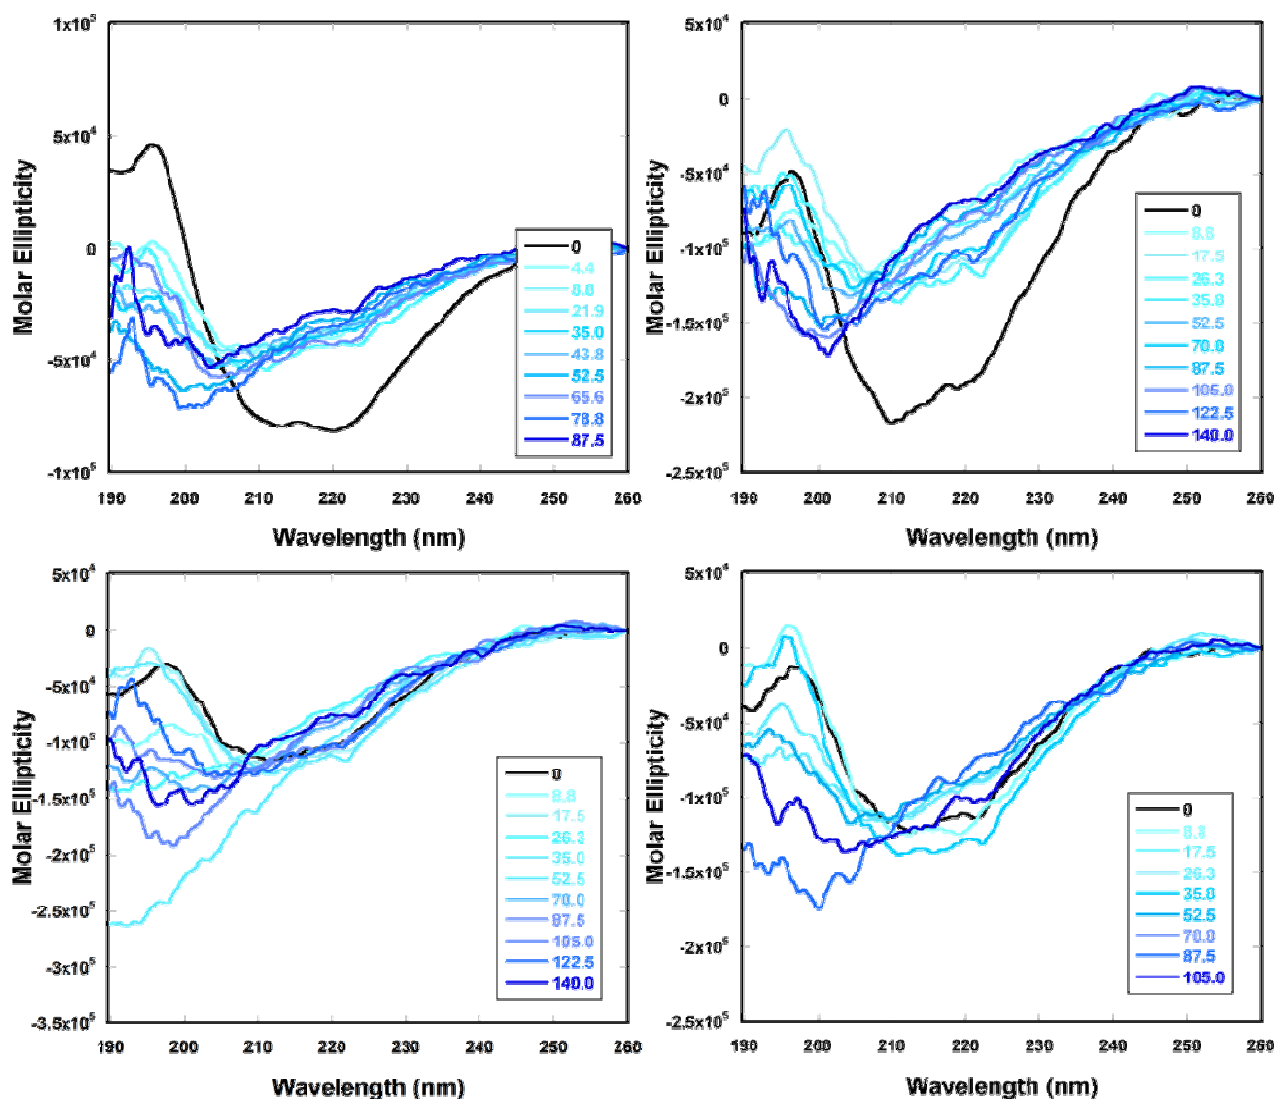 1x10⁵
5x10⁴
0
-5x10⁴
-1x10⁵
Molar Ellipticity
190 200 210 220 230 240 250 260
Wavelength (nm)
0
4.4
8.8
21.9
35.0
43.8
52.5
65.6
78.8
87.5
5x10⁴
0
-5x10⁴
-1x10⁵
-1.5x10⁵
-2x10⁵
-2.5x10⁵
Molar Ellipticity
190 200 210 220 230 240 250 260
Wavelength (nm)
0
8.8
17.5
26.3
35.0
52.5
70.0
87.5
105.0
122.5
140.0
5x10⁴
0
-5x10⁴
-1x10⁵
-1.5x10⁵
-2x10⁵
-2.5x10⁵
-3x10⁵
-3.5x10⁵
Molar Ellipticity
190 200 210 220 230 240 250 260
Wavelength (nm)
0
8.8
17.5
26.3
35.0
52.5
70.0
87.5
105.0
122.5
140.0
5x10⁴
0
-5x10⁴
-1x10⁵
-1.5x10⁵
-2x10⁵
-2.5x10⁵
Molar Ellipticity
190 200 210 220 230 240 250 260
Wavelength (nm)
0
8.8
17.5
26.3
35.0
52.5
70.0
87.5
105.0